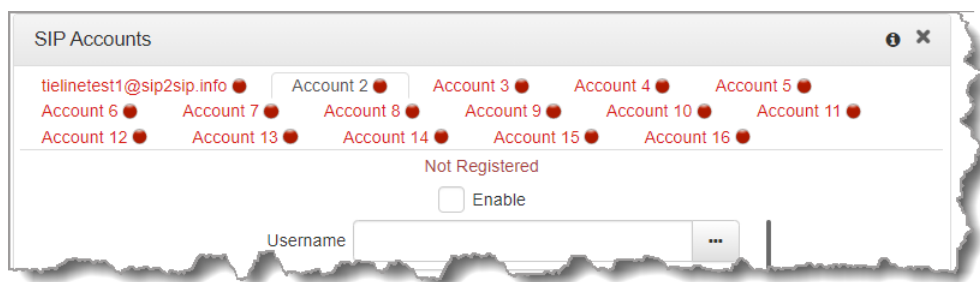 SIP Accounts
tielinetest1@sip2sip.info Account 2 Account 3 Account 4 Account 5
Account 6 Account 7 Account 8 Account 9 Account 10 Account 11
Account 12 Account 13 Account 14 Account 15 Account 16
Not Registered
Enable
Username ...